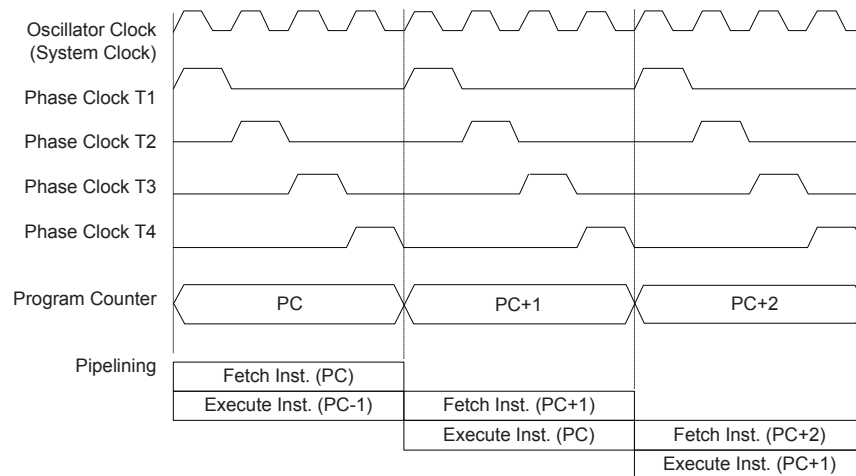 Oscillator Clock
(System Clock)
Phase Clock T1
Phase Clock T2
Phase Clock T3
Phase Clock T4
Program Counter
PC
PC+1
PC+2
Pipelining
Fetch Inst. (PC)
Execute Inst. (PC-1)
Fetch Inst. (PC+1)
Execute Inst. (PC)
Fetch Inst. (PC+2)
Execute Inst. (PC+1)